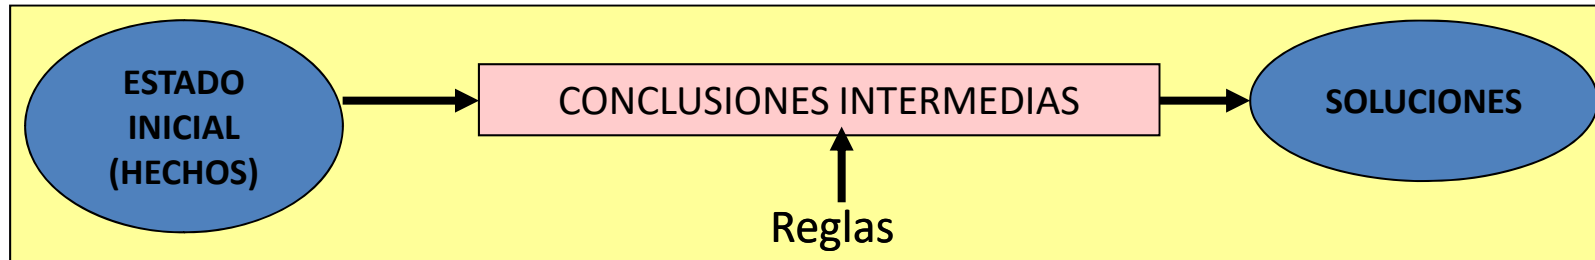 ESTADO
INICIAL
(HECHOS)
CONCLUSIONES INTERMEDIAS
SOLUCIONES
Reglas